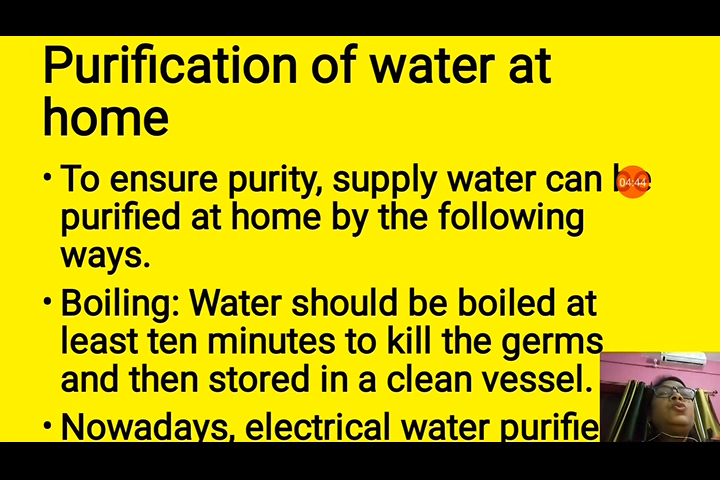 Purification of water at
home
• To ensure purity, supply water can be
04:44
purified at home by the following
ways.
• Boiling: Water should be boiled at
least ten minutes to kill the germs
and then stored in a clean vessel.
• Nowadays, electrical water purifie